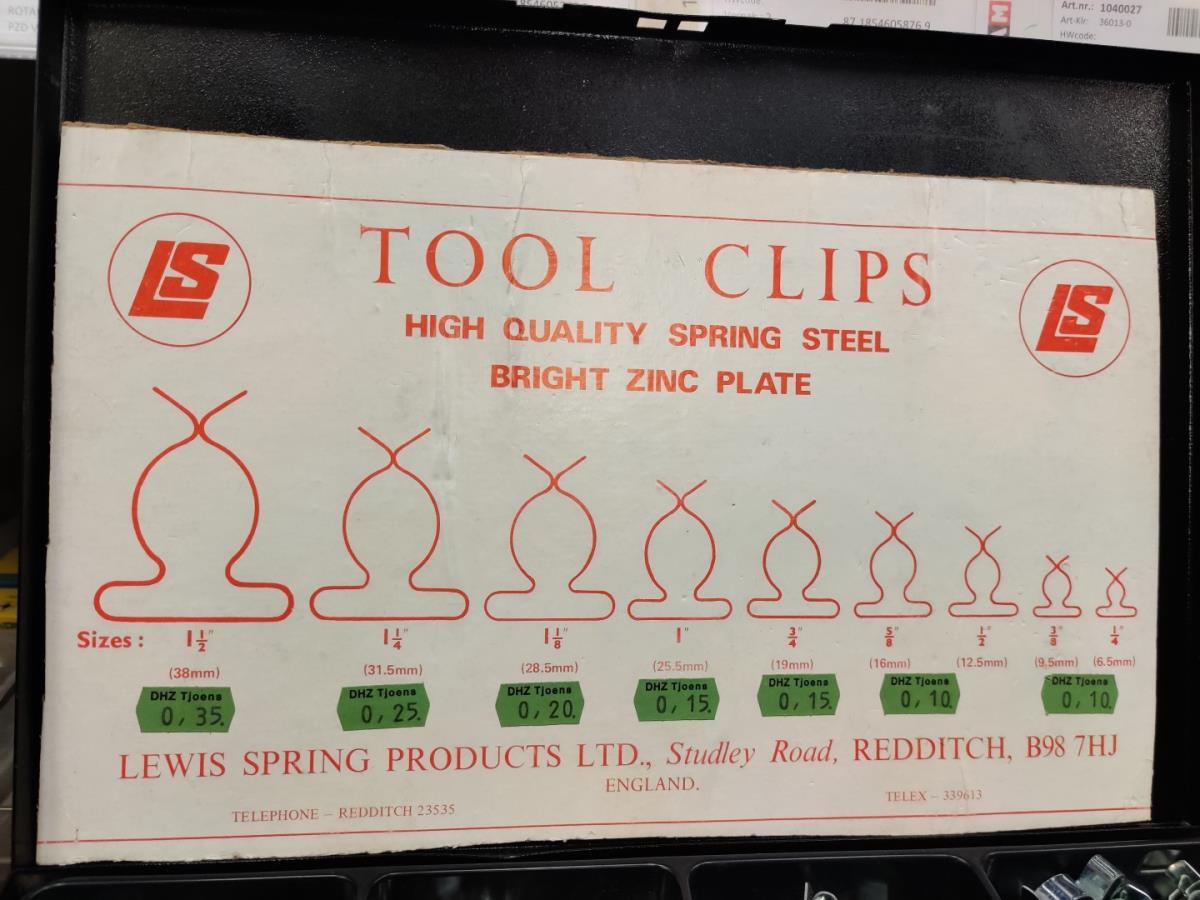 854605
87 1854605876 9
Art.nr.: 1040027
Art-Klr: 36013-0
HWcode:
LS TOOL CLIPS LS
HIGH QUALITY SPRING STEEL
BRIGHT ZINC PLATE
Sizes : 1½" 1¼" 1⅛" 1" ¾" ⅝" ½" ⅜" ¼"
(38mm) (31.5mm) (28.5mm) (25.5mm) (19mm) (16mm) (12.5mm) (9.5mm) (6.5mm)
DHZ Tjoens DHZ Tjoens DHZ Tjoens DHZ Tjoens DHZ Tjoens DHZ Tjoens DHZ Tjoens
0,35. 0,25. 0,20. 0,15. 0,15. 0,10. 0,10.
LEWIS SPRING PRODUCTS LTD., Studley Road, REDDITCH, B98 7HJ
ENGLAND.
TELEPHONE – REDDITCH 23535 TELEX – 339613